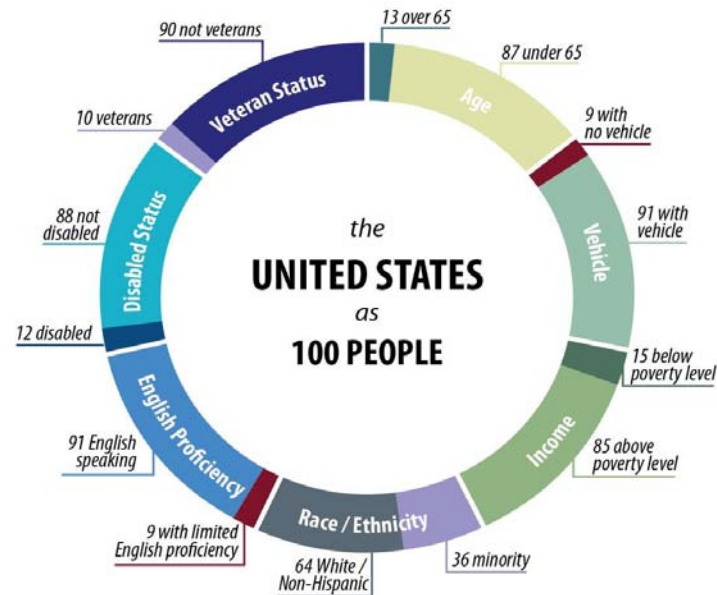 90 not veterans
13 over 65
87 under 65
Veteran Status
Age
10 veterans
9 with
no vehicle
88 not
disabled
Disabled Status
the
UNITED STATES
as
100 PEOPLE
Vehicle
91 with
vehicle
12 disabled
15 below
poverty level
English Proficiency
Income
91 English
speaking
85 above
poverty level
Race / Ethnicity
9 with limited
English proficiency
64 White /
Non-Hispanic
36 minority